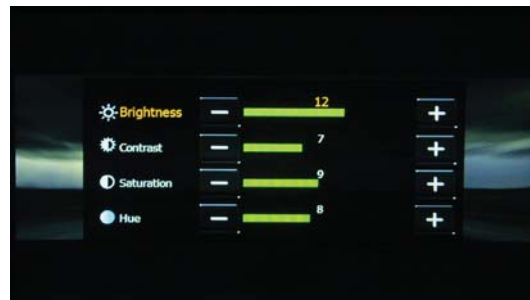 12
Brightness − +
7
Contrast − +
9
Saturation − +
8
Hue − +